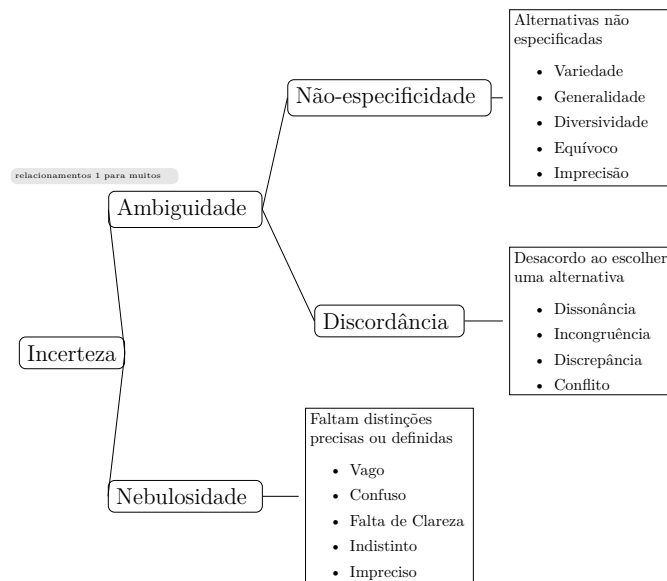 Alternativas não
especificadas
• Variedade
• Generalidade
• Diversividade
• Equívoco
• Imprecisão
Não-especificidade
relacionamentos 1 para muitos
Ambiguidade
Desacordo ao escolher
uma alternativa
• Dissonância
• Incongruência
• Discrepância
• Conflito
Discordância
Incerteza
Faltam distinções
precisas ou definidas
• Vago
• Confuso
• Falta de Clareza
• Indistinto
• Impreciso
Nebulosidade